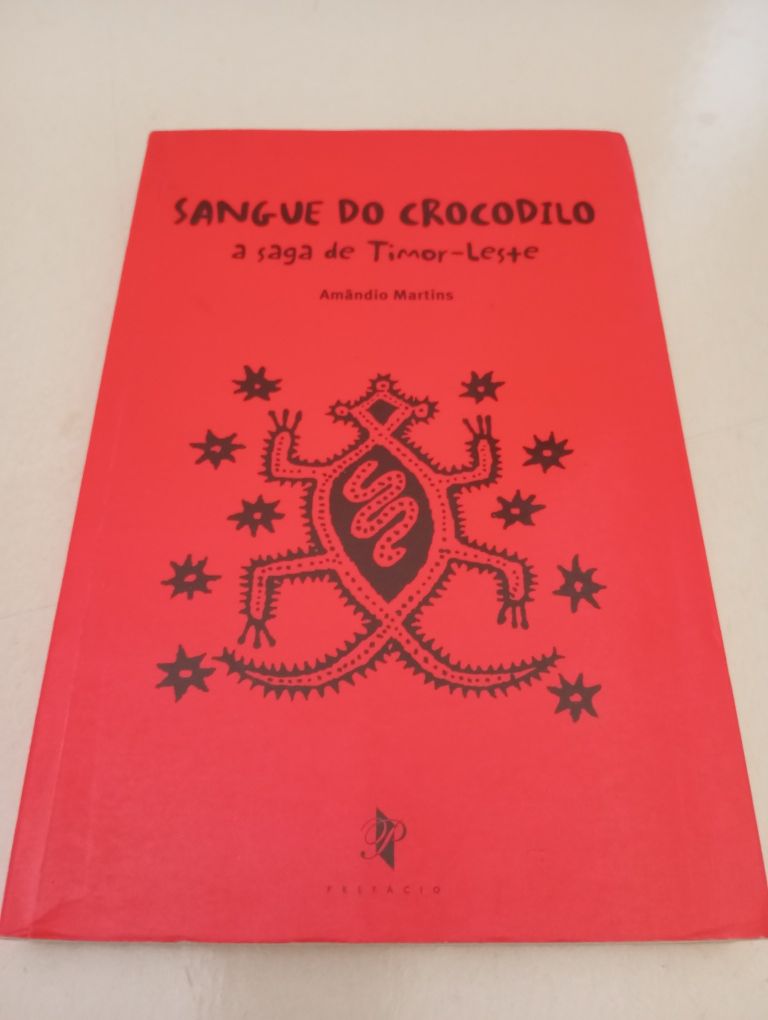 SANGUE DO CROCODILO
a saga de Timor-Leste
Amândio Martins
P
PREFÁCIO